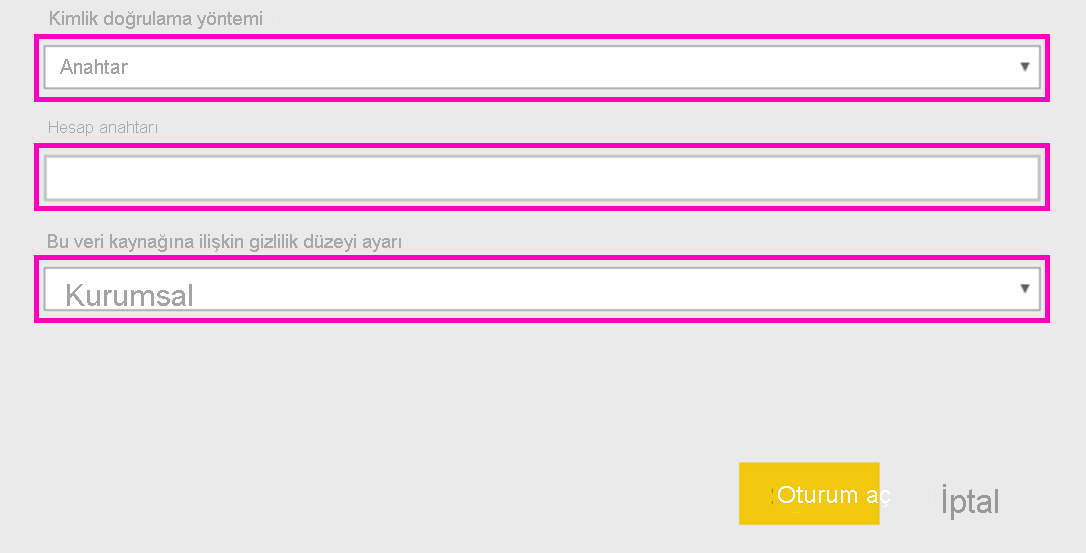 Kimlik doğrulama yöntemi
Anahtar
Hesap anahtarı
Bu veri kaynağına ilişkin gizlilik düzeyi ayarı
Kurumsal
Oturum aç
İptal